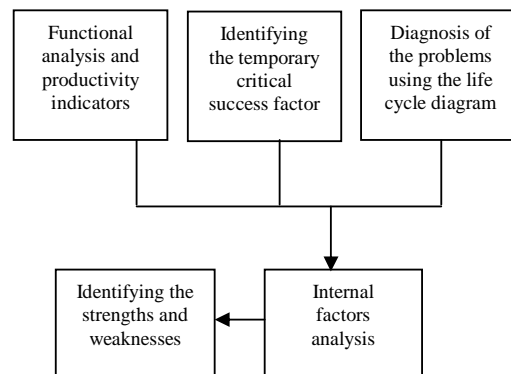 Functional
analysis and
productivity
indicators
Identifying
the temporary
critical
success factor
Diagnosis of
the problems
using the life
cycle diagram
Identifying the
strengths and
weaknesses
Internal
factors
analysis